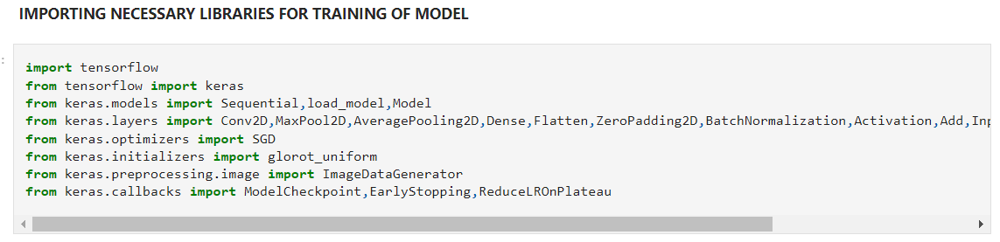 IMPORTING NECESSARY LIBRARIES FOR TRAINING OF MODEL
:
import tensorflow
from tensorflow import keras
from keras.models import Sequential,load_model,Model
from keras.layers import Conv2D,MaxPool2D,AveragePooling2D,Dense,Flatten,ZeroPadding2D,BatchNormalization,Activation,Add,Inp
from keras.optimizers import SGD
from keras.initializers import glorot_uniform
from keras.preprocessing.image import ImageDataGenerator
from keras.callbacks import ModelCheckpoint,EarlyStopping,ReduceLROnPlateau